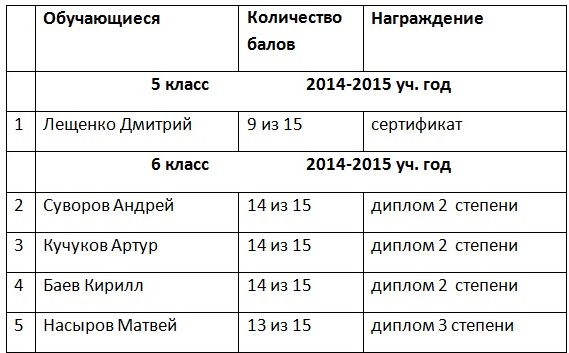 Обучающиеся Количество балов Награждение
5 класс 2014-2015 уч. год
1 Лещенко Дмитрий 9 из 15 сертификат
6 класс 2014-2015 уч. год
2 Суворов Андрей 14 из 15 диплом 2 степени
3 Кучуков Артур 14 из 15 диплом 2 степени
4 Баев Кирилл 14 из 15 диплом 2 степени
5 Насыров Матвей 13 из 15 диплом 3 степени